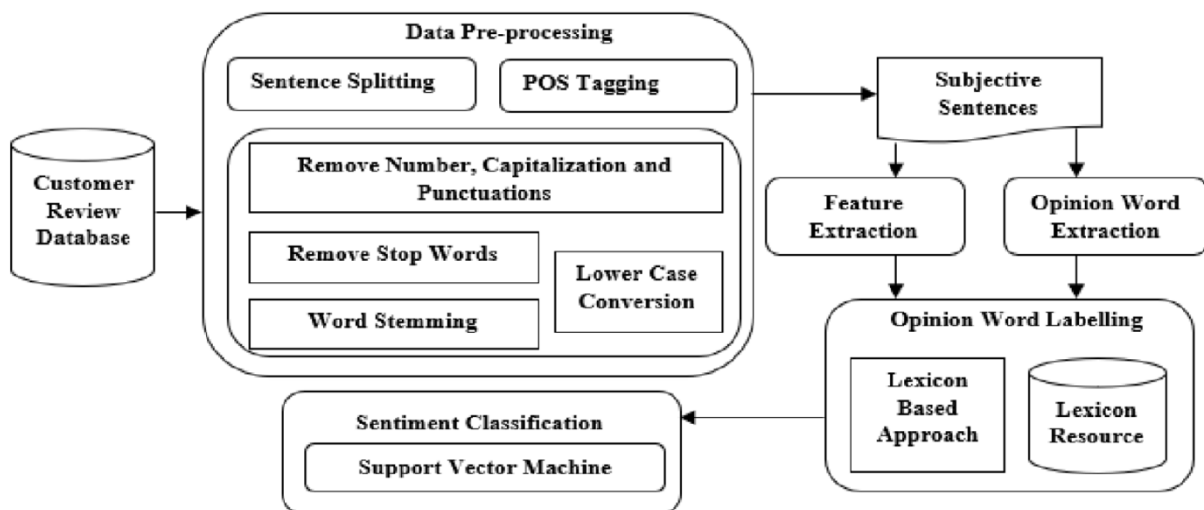 Data Pre-processing
Sentence Splitting
POS Tagging
Subjective
Sentences
Customer
Review
Database
Remove Number, Capitalization and
Punctuations
Remove Stop Words
Word Stemming
Lower Case
Conversion
Feature
Extraction
Opinion Word
Extraction
Opinion Word Labelling
Lexicon
Based
Approach
Lexicon
Resource
Sentiment Classification
Support Vector Machine